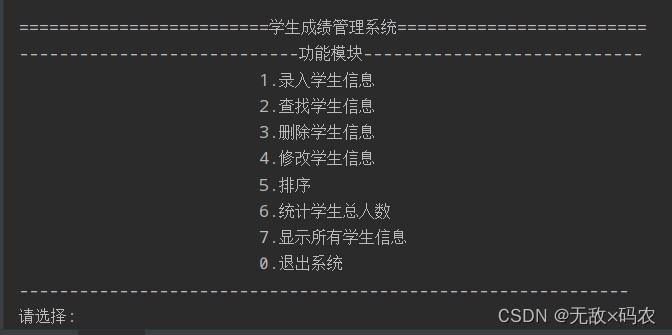 =========================学生成绩管理系统=========================
----------------------------功能模块----------------------------
1.录入学生信息
2.查找学生信息
3.删除学生信息
4.修改学生信息
5.排序
6.统计学生总人数
7.显示所有学生信息
0.退出系统
-------------------------------------------------------------
请选择:
CSDN @无敌×码农